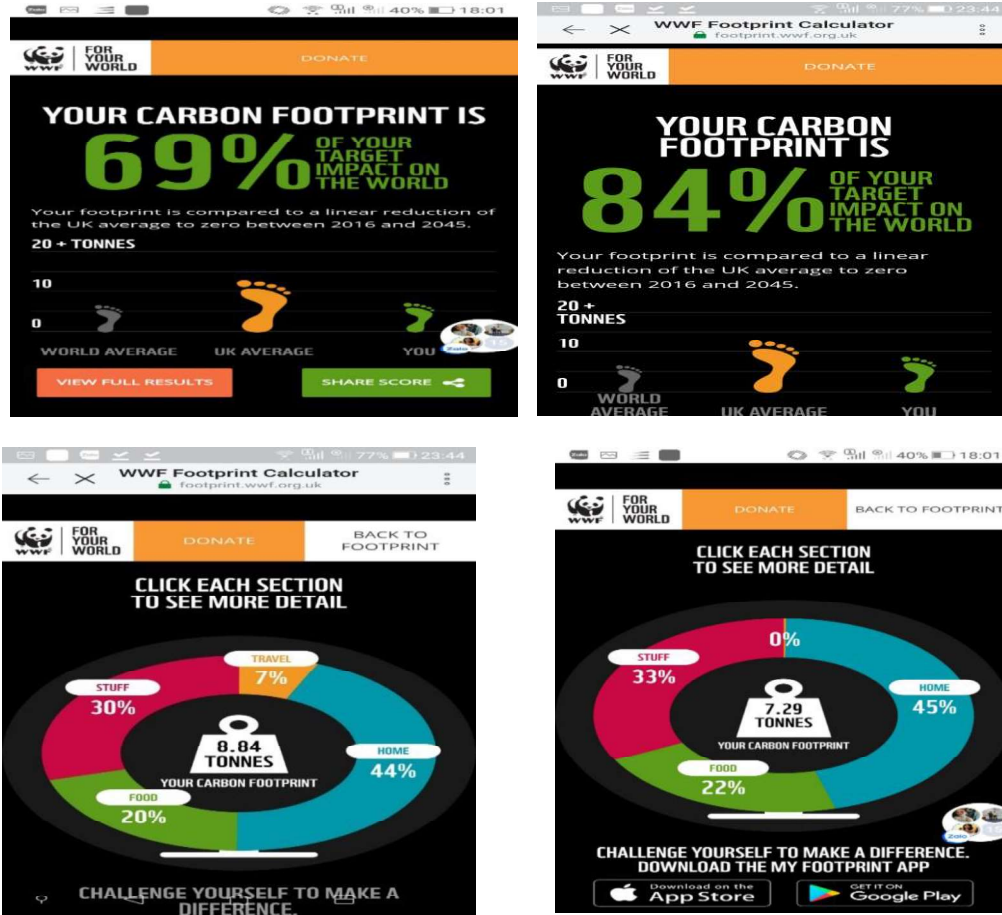 40% 18:01
WWF
FOR
YOUR
WORLD
DONATE
YOUR CARBON FOOTPRINT IS
69%
OF YOUR
TARGET
IMPACT ON
THE WORLD
Your footprint is compared to a linear reduction of
the UK average to zero between 2016 and 2045.
20 + TONNES
10
0
WORLD AVERAGE UK AVERAGE YOU
Zalo 15
VIEW FULL RESULTS SHARE SCORE
77% 23:44
WWF Footprint Calculator
footprint.wwf.org.uk
WWF
FOR
YOUR
WORLD
DONATE
YOUR CARBON
FOOTPRINT IS
84%
OF YOUR
TARGET
IMPACT ON
THE WORLD
Your footprint is compared to a linear
reduction of the UK average to zero
between 2016 and 2045.
20 +
TONNES
10
0
WORLD
AVERAGE UK AVERAGE YOU
77% 23:44
WWF Footprint Calculator
footprint.wwf.org.uk
WWF
FOR
YOUR
WORLD
DONATE
BACK TO
FOOTPRINT
CLICK EACH SECTION
TO SEE MORE DETAIL
TRAVEL
7%
STUFF
30%
8.84
TONNES
YOUR CARBON FOOTPRINT
HOME
44%
FOOD
20%
CHALLENGE YOURSELF TO MAKE A
DIFFERENCE.
40% 18:01
WWF
FOR
YOUR
WORLD
DONATE
BACK TO FOOTPRINT
CLICK EACH SECTION
TO SEE MORE DETAIL
0%
STUFF
33%
7.29
TONNES
YOUR CARBON FOOTPRINT
HOME
45%
FOOD
22%
Zalo 15
CHALLENGE YOURSELF TO MAKE A DIFFERENCE.
DOWNLOAD THE MY FOOTPRINT APP
Download on the
App Store
GET IT ON
Google Play